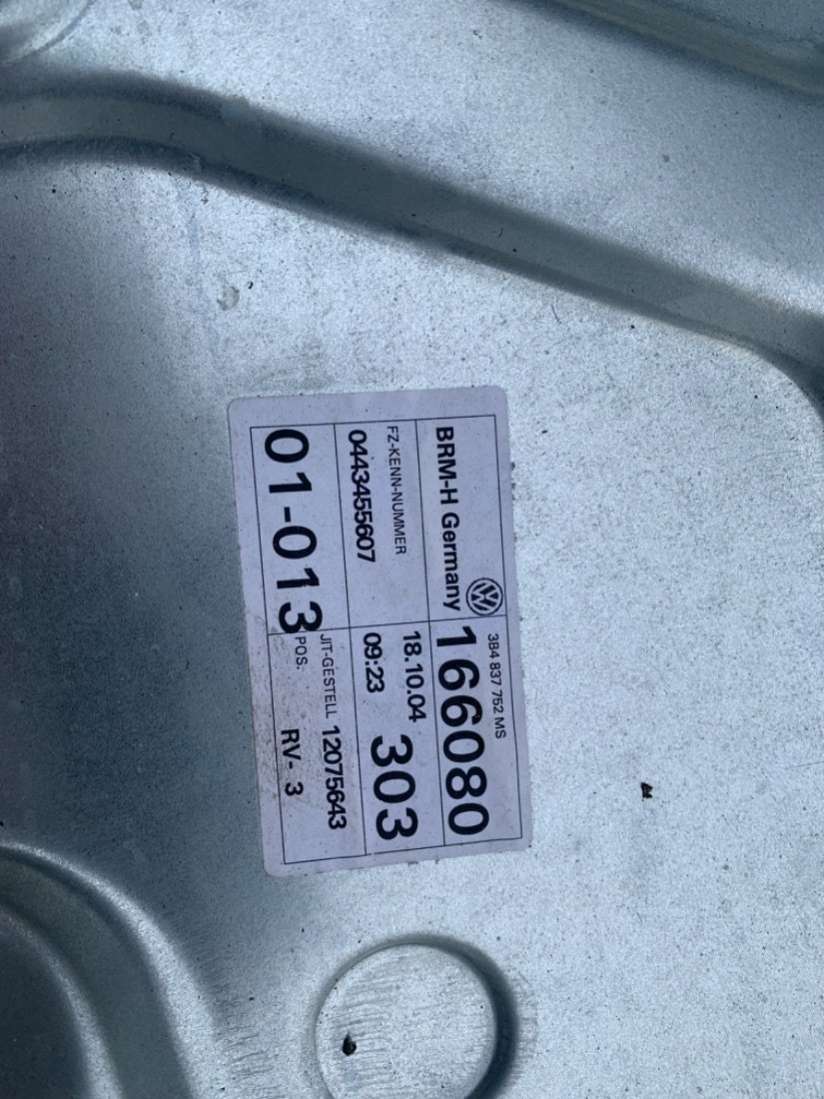 3B4 837 752 MS
BRM-H Germany
166080
FZ-KENN-NUMMER
0443455607
18.10.04
09:23
303
JIT-GESTELL 12075643
01-013
POS.
RV- 3